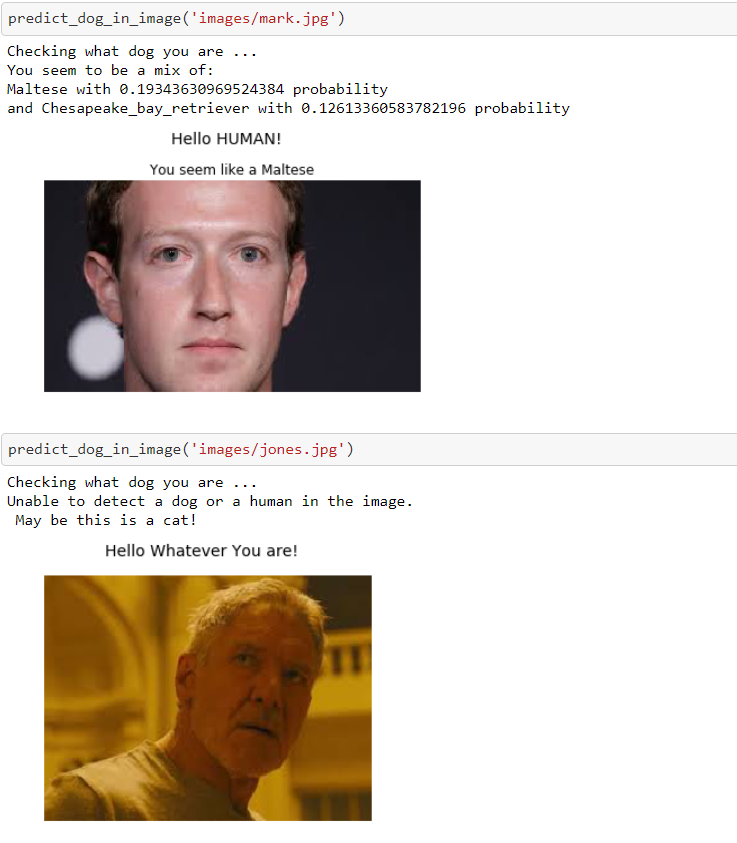 predict_dog_in_image('images/mark.jpg')
Checking what dog you are ...
You seem to be a mix of:
Maltese with 0.19343630969524384 probability
and Chesapeake_bay_retriever with 0.12613360583782196 probability
Hello HUMAN!
You seem like a Maltese
predict_dog_in_image('images/jones.jpg')
Checking what dog you are ...
Unable to detect a dog or a human in the image.
May be this is a cat!
Hello Whatever You are!